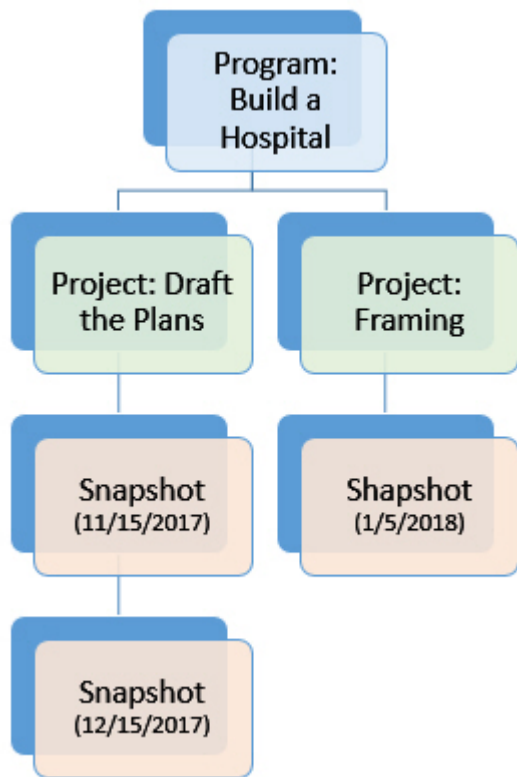 Program:
Build a
Hospital
Project: Draft
the Plans
Project:
Framing
Snapshot
(11/15/2017)
Shapshot
(1/5/2018)
Snapshot
(12/15/2017)